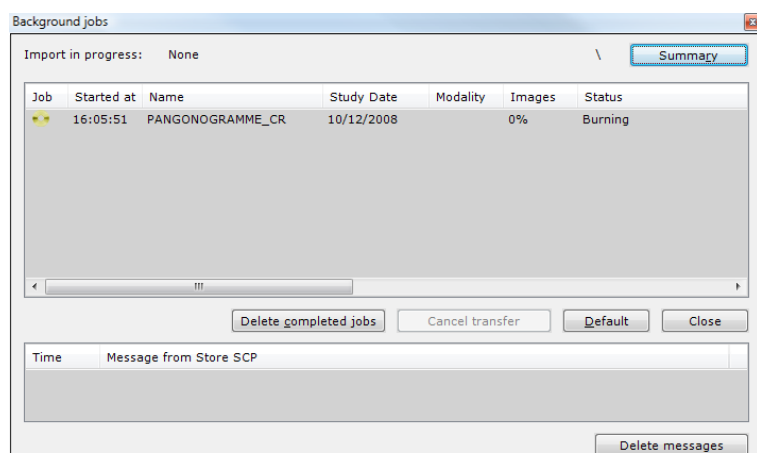 Background jobs
Import in progress: None \ Summary
Job Started at Name Study Date Modality Images Status
16:05:51 PANGONOGRAMME_CR 10/12/2008 0% Burning
Delete completed jobs Cancel transfer Default Close
Time Message from Store SCP
Delete messages